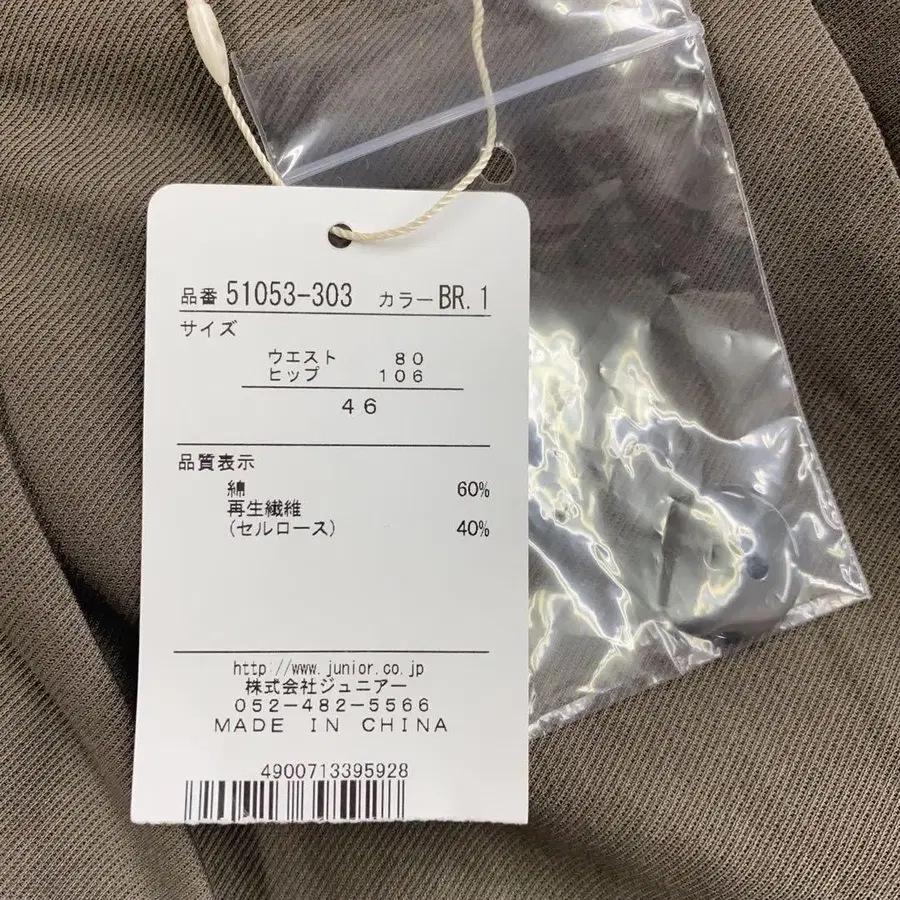 品番 51053-303 カラー BR.1
サイズ
ウエスト 80
ヒップ 106
46
品質表示
綿 60%
再生繊維
(セルロース) 40%
http://www.junior.co.jp
株式会社ジュニアー
052-482-5566
MADE IN CHINA
4900713395928